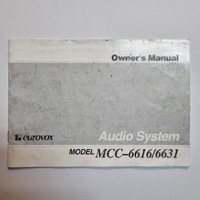 Owner's Manual
eurovox
Audio System
MODEL MCC-6616/6631